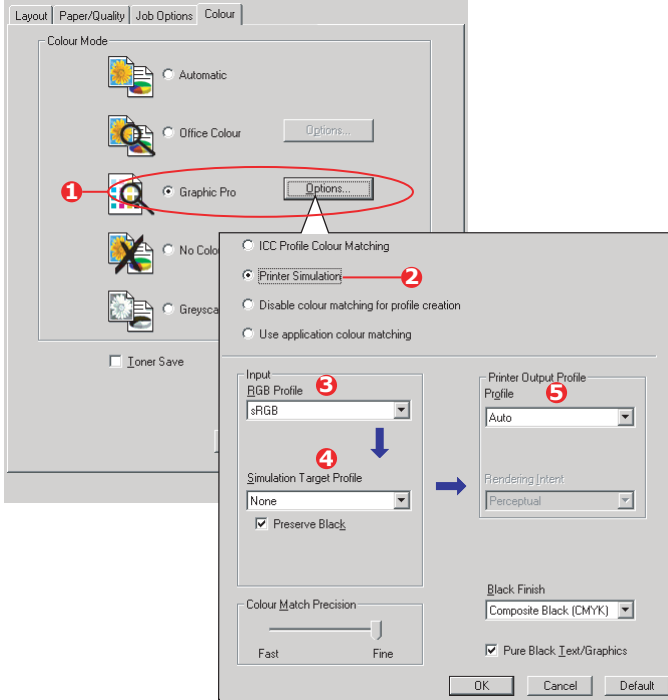 Layout
Paper/Quality
Job Options
Colour
Colour Mode
Automatic
Office Colour
Options...
1
Graphic Pro
Options...
No Colo
Greysca
Toner Save
ICC Profile Colour Matching
Printer Simulation
2
Disable colour matching for profile creation
Use application colour matching
Input
RGB Profile
3
sRGB
4
Simulation Target Profile
None
Preserve Black
Colour Match Precision
Fast
Fine
Printer Output Profile
Profile
5
Auto
Rendering Intent
Perceptual
Black Finish
Composite Black (CMYK)
Pure Black Text/Graphics
OK
Cancel
Default